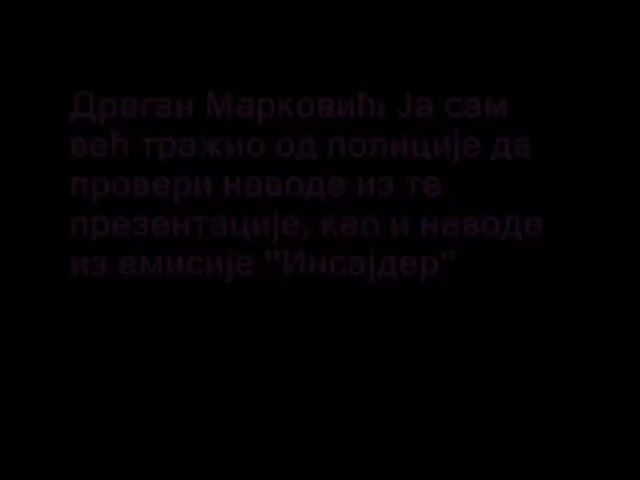 Драган Марковић: Ја сам
већ тражио од полиције да
провери наводе из те
презентације, као и наводе
из емисије "Инсајдер"